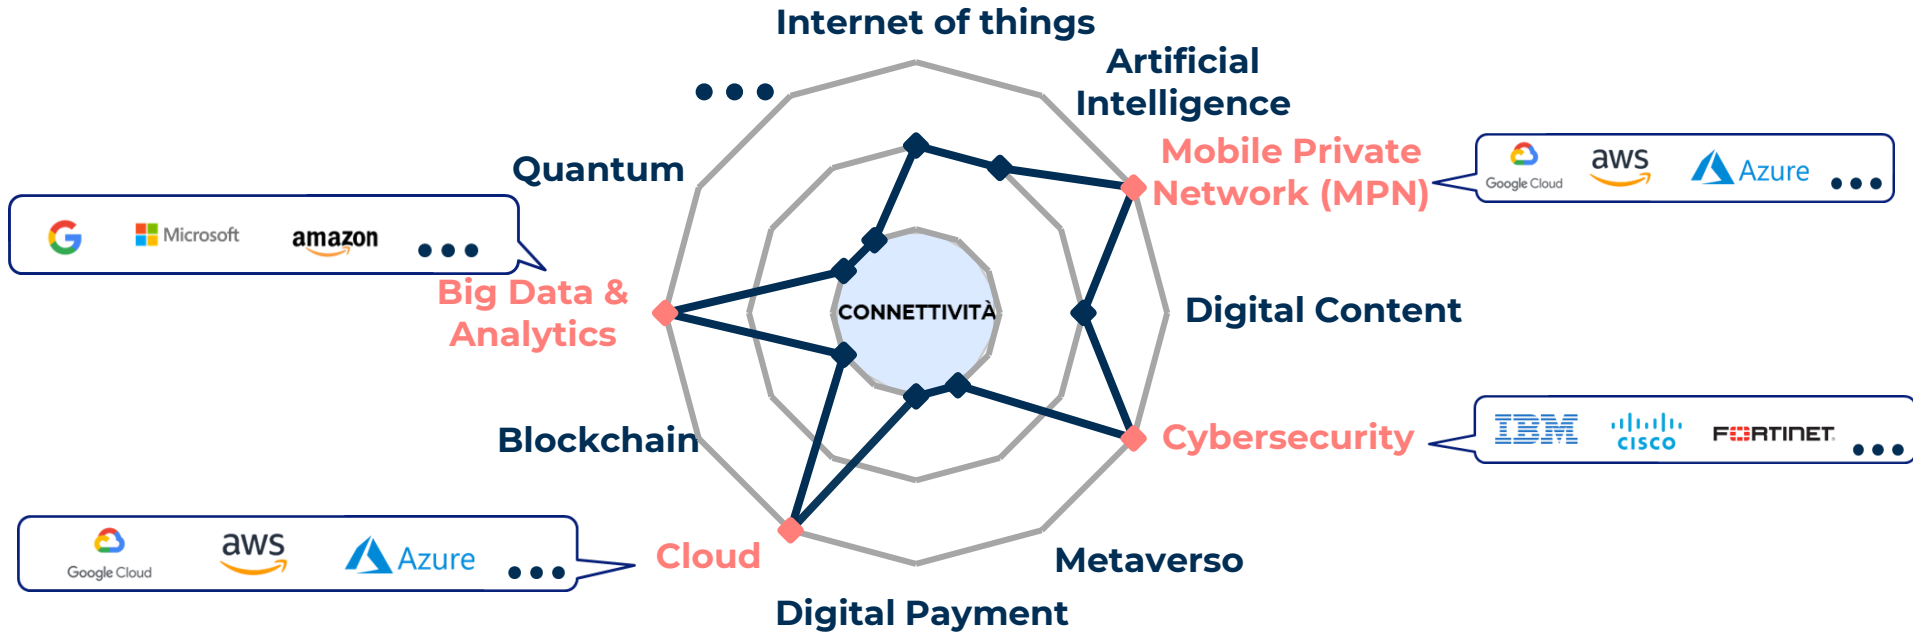 Internet of things
Artificial
Intelligence
Mobile Private
Network (MPN)
Google Cloud
aws
Azure
Quantum
G
Microsoft
amazon
Big Data &
Analytics
CONNETTIVITÀ
Digital Content
Blockchain
Cybersecurity
IBM
CISCO
FORTINET
Google Cloud
aws
Azure
Cloud
Metaverso
Digital Payment